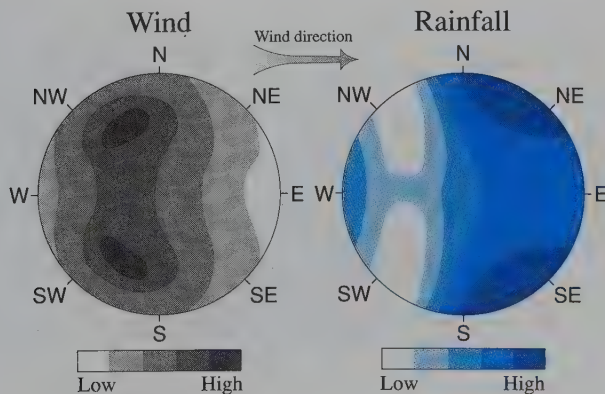 Wind
Wind direction
Rainfall
N
NW
NE
W
E
SW
SE
S
N
NW
NE
W
E
SW
SE
S
Low
High
Low
High